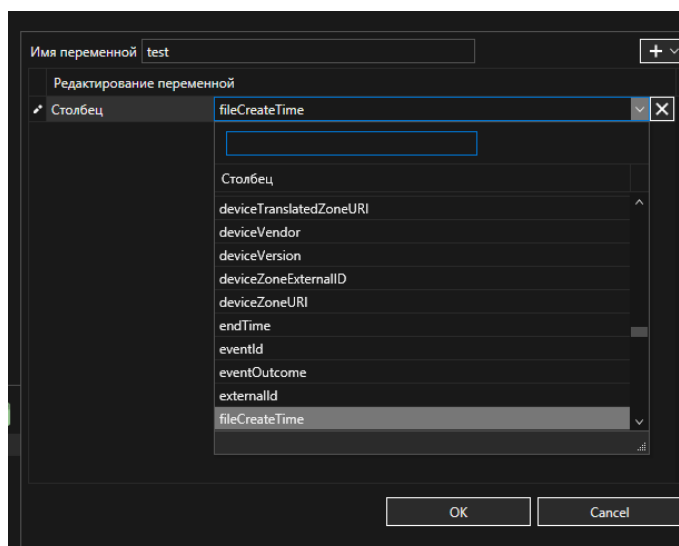 Имя переменной test
Редактирование переменной
Столбец fileCreateTime
Столбец
deviceTranslatedZoneURI
deviceVendor
deviceVersion
deviceZoneExternalID
deviceZoneURI
endTime
eventId
eventOutcome
externalId
fileCreateTime
OK Cancel